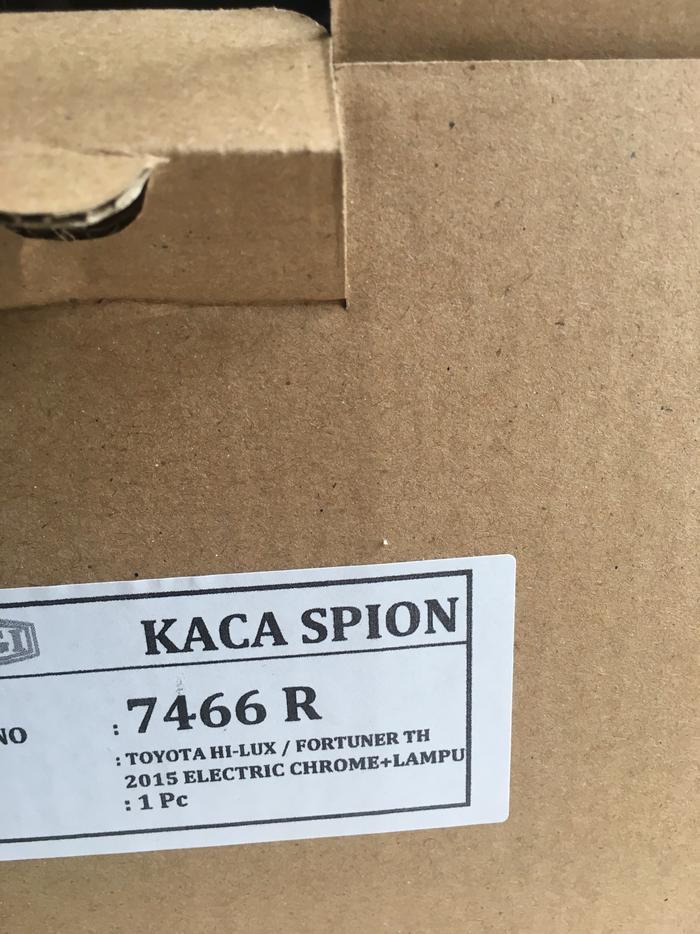 KACA SPION
NO : 7466 R
: TOYOTA HI-LUX / FORTUNER TH
2015 ELECTRIC CHROME+LAMPU
: 1 Pc